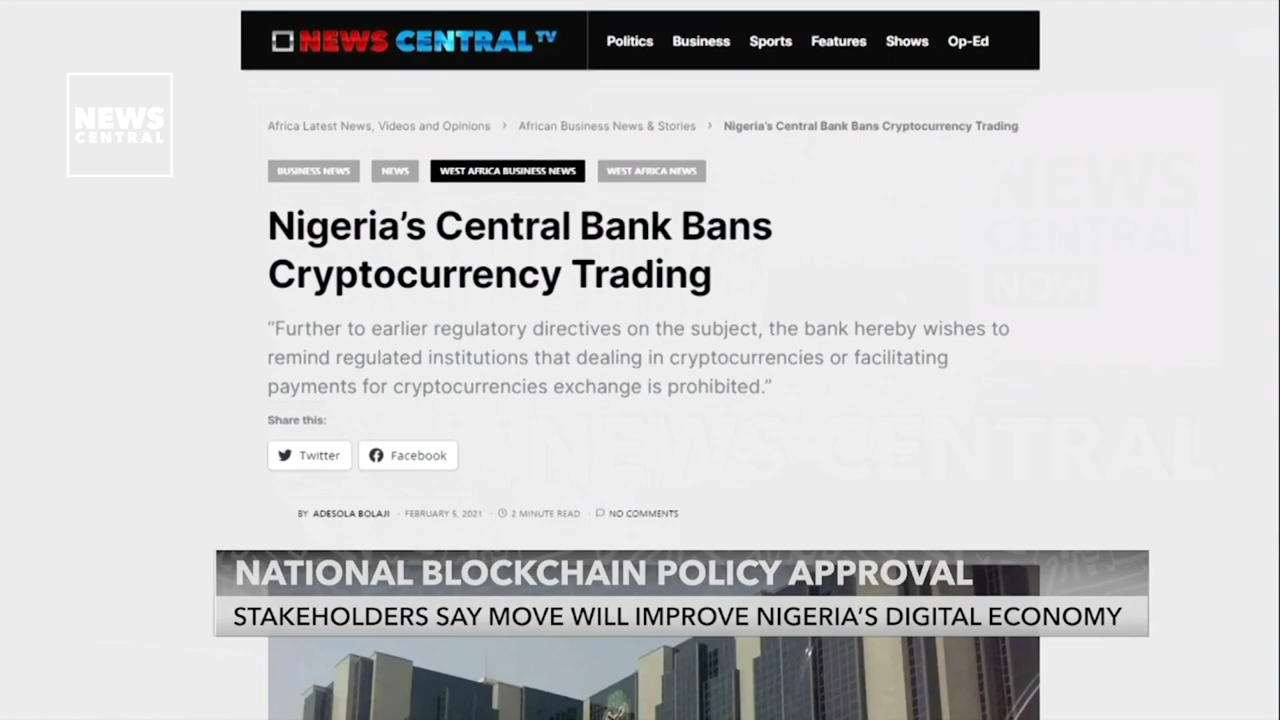 NEWS CENTRAL TV
Politics Business Sports Features Shows Op-Ed
NEWS
CENTRAL
Africa Latest News, Videos and Opinions › African Business News & Stories › Nigeria’s Central Bank Bans Cryptocurrency Trading
BUSINESS NEWS NEWS WEST AFRICA BUSINESS NEWS WEST AFRICA NEWS
Nigeria’s Central Bank Bans
Cryptocurrency Trading
“Further to earlier regulatory directives on the subject, the bank hereby wishes to
remind regulated institutions that dealing in cryptocurrencies or facilitating
payments for cryptocurrencies exchange is prohibited.”
Share this:
Twitter Facebook
BY ADESOLA BOLAJI · FEBRUARY 5, 2021 · 2 MINUTE READ · NO COMMENTS
NEWS
CENTRAL
NOW
NEWS CENTRAL
NATIONAL BLOCKCHAIN POLICY APPROVAL
STAKEHOLDERS SAY MOVE WILL IMPROVE NIGERIA’S DIGITAL ECONOMY